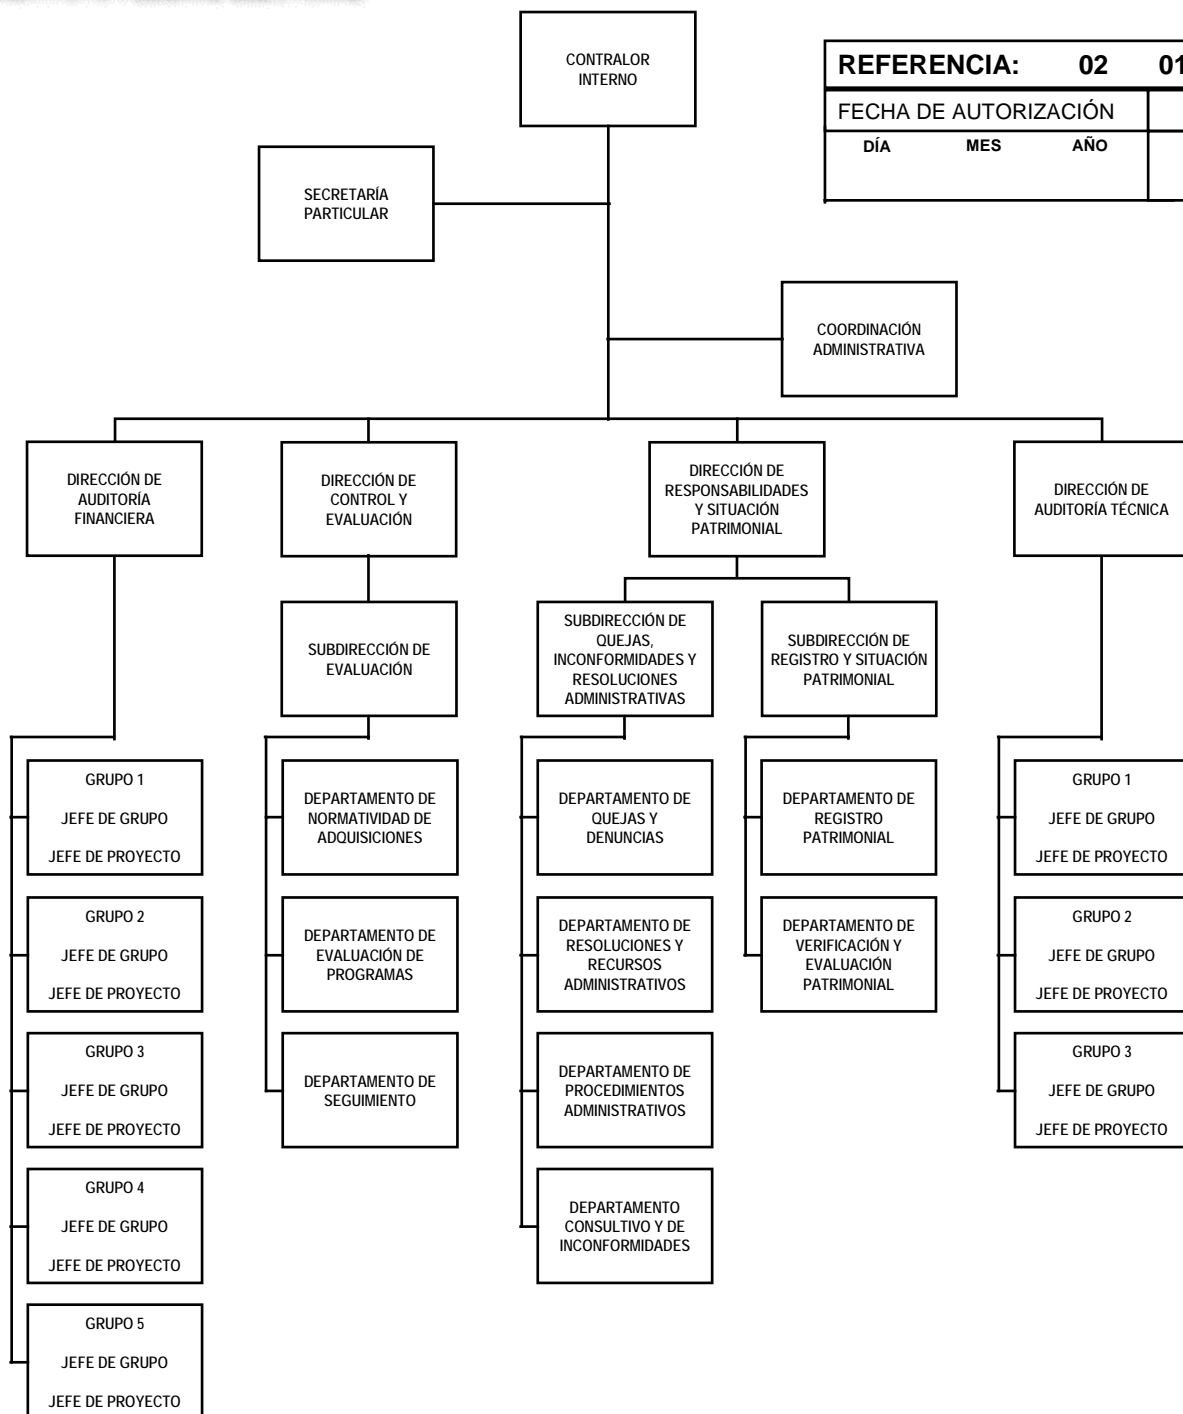 CONTRALOR
INTERNO
REFERENCIA: 02 01
FECHA DE AUTORIZACIÓN
DÍA MES AÑO
SECRETARÍA
PARTICULAR
COORDINACIÓN
ADMINISTRATIVA
DIRECCIÓN DE
AUDITORÍA
FINANCIERA
DIRECCIÓN DE
CONTROL Y
EVALUACIÓN
DIRECCIÓN DE
RESPONSABILIDADES
Y SITUACIÓN
PATRIMONIAL
DIRECCIÓN DE
AUDITORÍA TÉCNICA
SUBDIRECCIÓN DE
EVALUACIÓN
SUBDIRECCIÓN DE
QUEJAS,
INCONFORMIDADES Y
RESOLUCIONES
ADMINISTRATIVAS
SUBDIRECCIÓN DE
REGISTRO Y SITUACIÓN
PATRIMONIAL
GRUPO 1
JEFE DE GRUPO
JEFE DE PROYECTO
DEPARTAMENTO DE
NORMATIVIDAD DE
ADQUISICIONES
DEPARTAMENTO DE
QUEJAS Y
DENUNCIAS
DEPARTAMENTO DE
REGISTRO
PATRIMONIAL
GRUPO 1
JEFE DE GRUPO
JEFE DE PROYECTO
GRUPO 2
JEFE DE GRUPO
JEFE DE PROYECTO
DEPARTAMENTO DE
EVALUACIÓN DE
PROGRAMAS
DEPARTAMENTO DE
RESOLUCIONES Y
RECURSOS
ADMINISTRATIVOS
DEPARTAMENTO DE
VERIFICACIÓN Y
EVALUACIÓN
PATRIMONIAL
GRUPO 2
JEFE DE GRUPO
JEFE DE PROYECTO
GRUPO 3
JEFE DE GRUPO
JEFE DE PROYECTO
DEPARTAMENTO DE
SEGUIMIENTO
DEPARTAMENTO DE
PROCEDIMIENTOS
ADMINISTRATIVOS
GRUPO 3
JEFE DE GRUPO
JEFE DE PROYECTO
GRUPO 4
JEFE DE GRUPO
JEFE DE PROYECTO
DEPARTAMENTO
CONSULTIVO Y DE
INCONFORMIDADES
GRUPO 5
JEFE DE GRUPO
JEFE DE PROYECTO